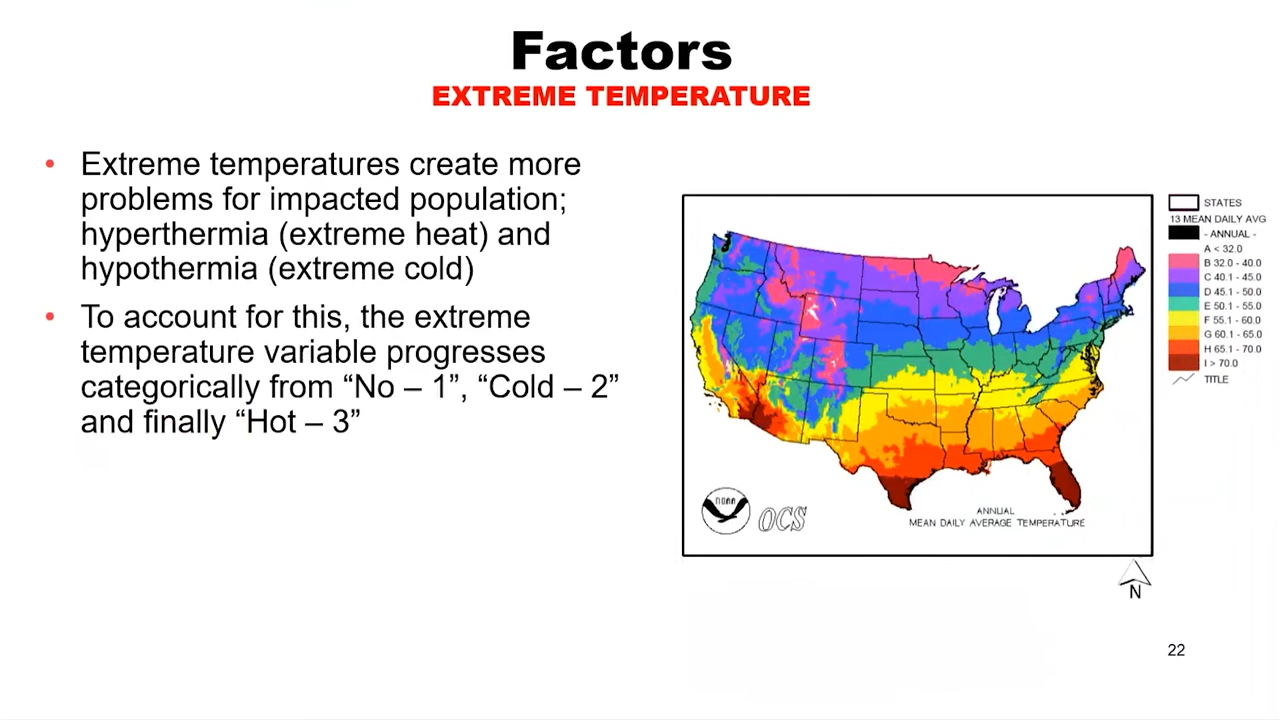 Factors
EXTREME TEMPERATURE
• Extreme temperatures create more
problems for impacted population;
hyperthermia (extreme heat) and
hypothermia (extreme cold)
• To account for this, the extreme
temperature variable progresses
categorically from “No – 1”, “Cold – 2”
and finally “Hot – 3”
STATES
13 MEAN DAILY AVG
- ANNUAL -
A < 32.0
B 32.0 - 40.0
C 40.1 - 45.0
D 45.1 - 50.0
E 50.1 - 55.0
F 55.1 - 60.0
G 60.1 - 65.0
H 65.1 - 70.0
I > 70.0
TITLE
NOAA
OCS
ANNUAL
MEAN DAILY AVERAGE TEMPERATURE
N
22